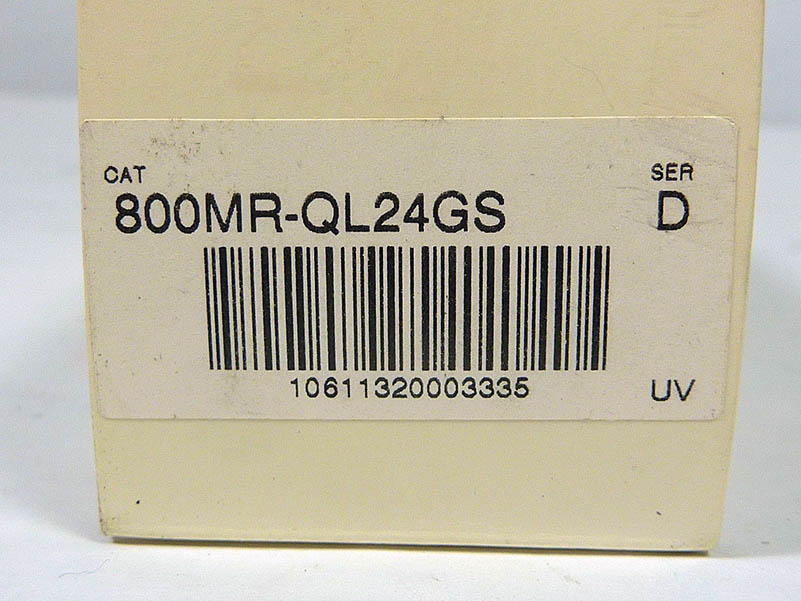 CAT SER
800MR-QL24GS D
10611320003335
UV